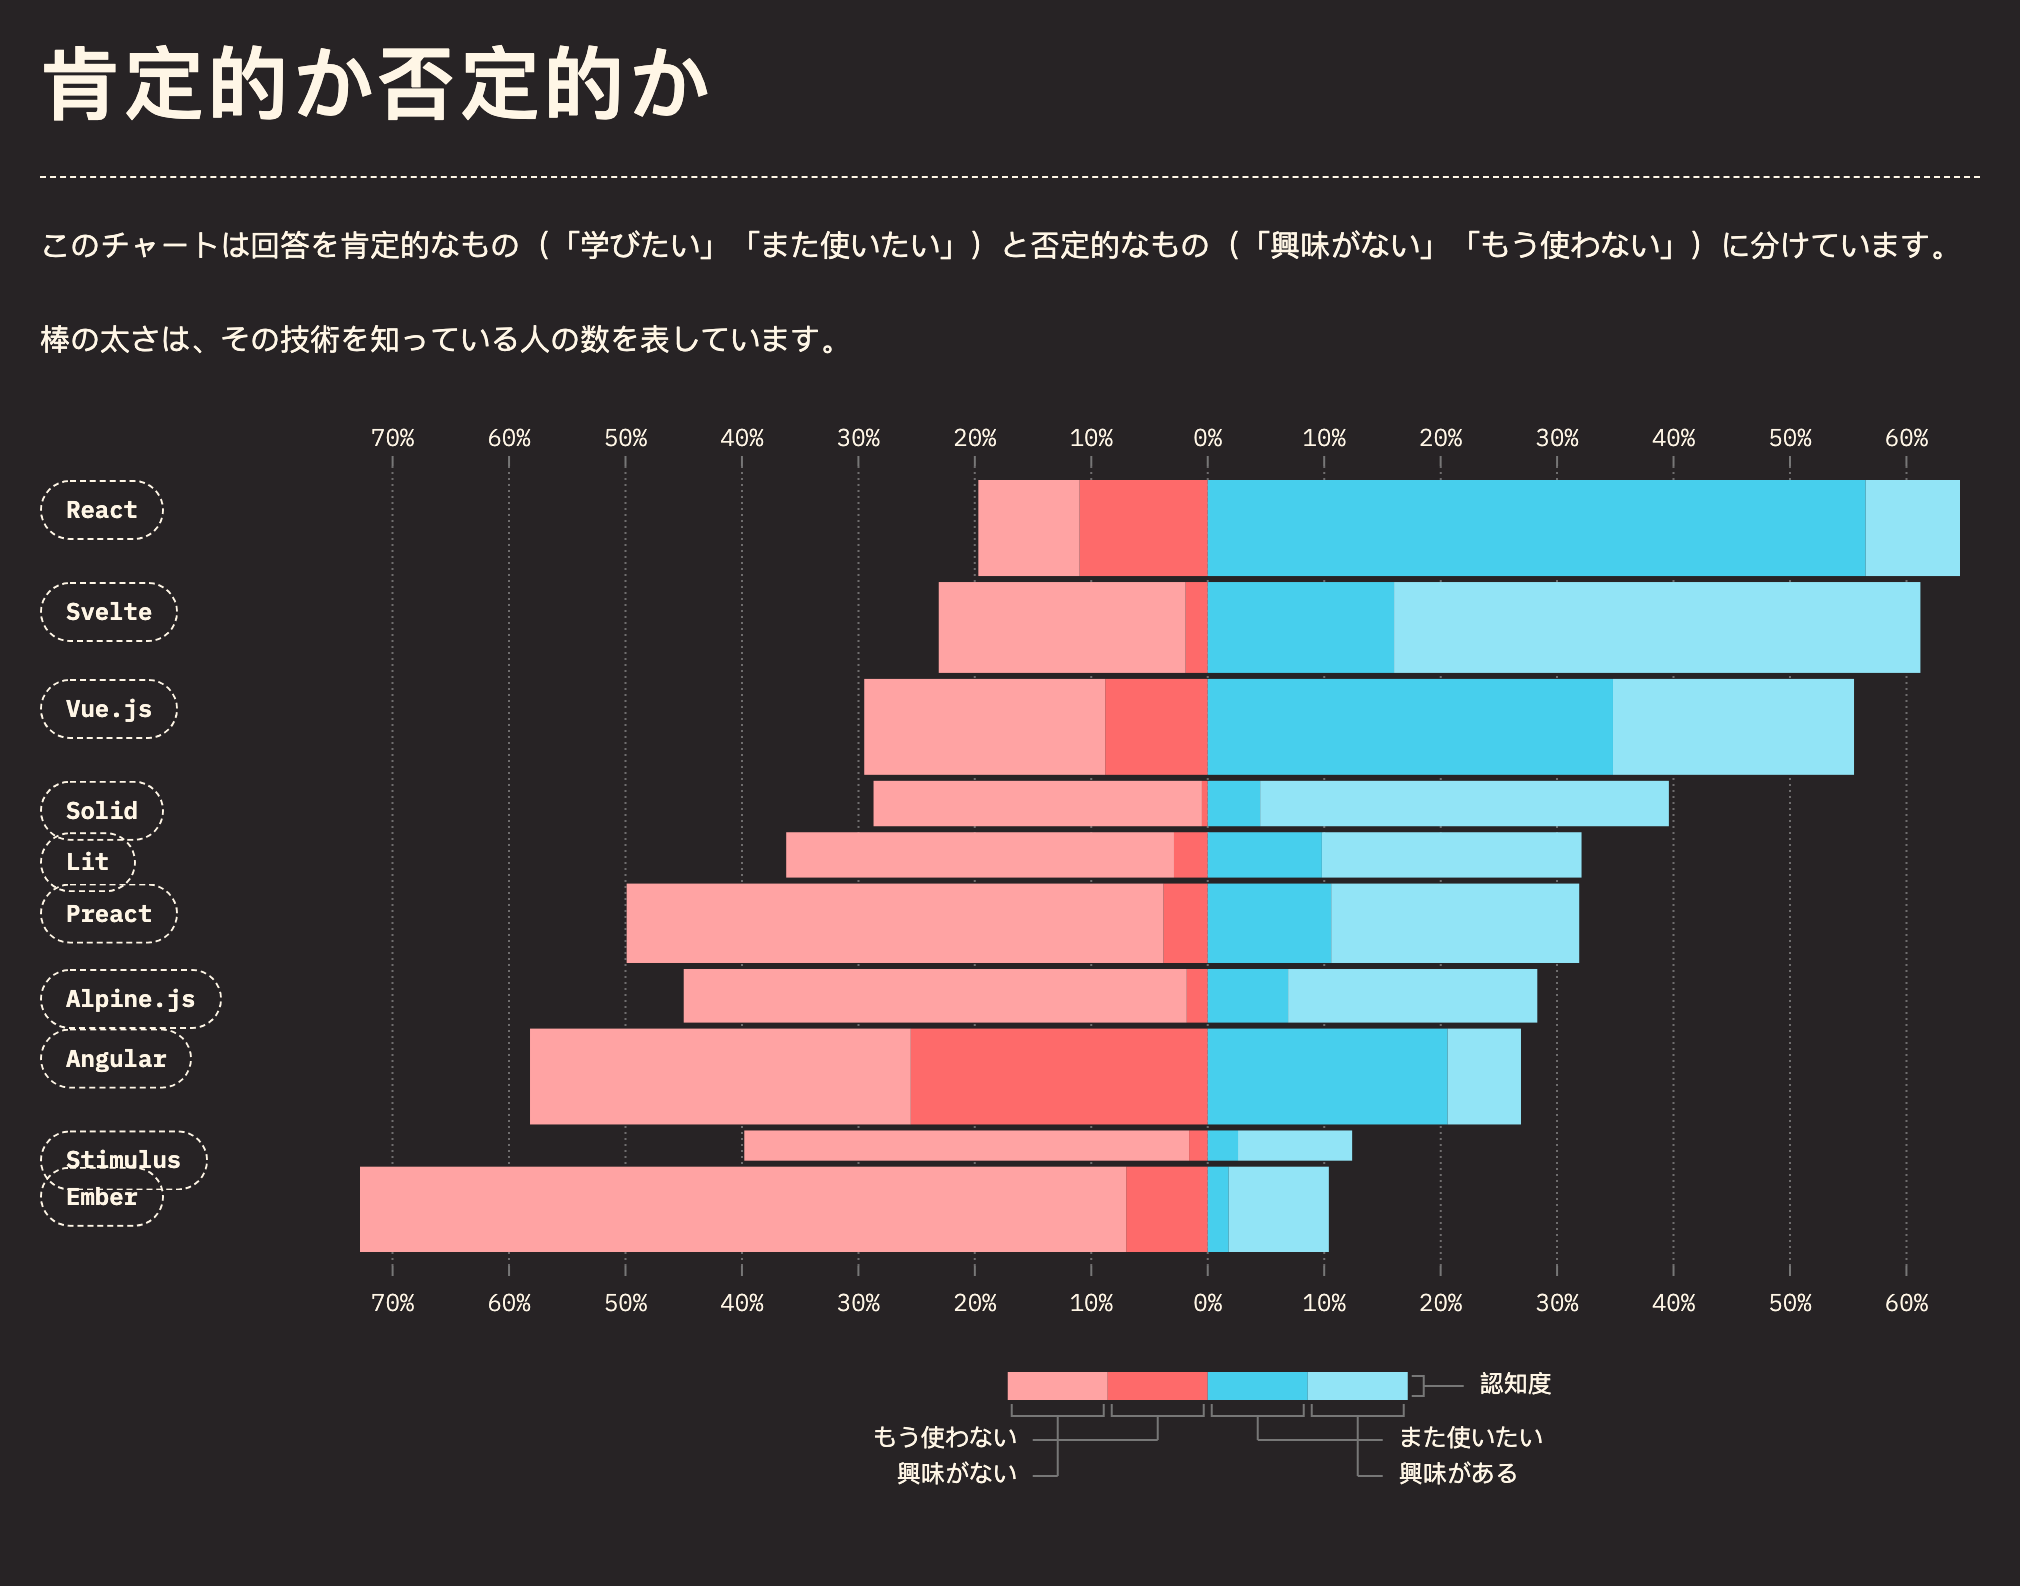 肯定的か否定的か
このチャートは回答を肯定的なもの（「学びたい」「また使いたい」）と否定的なもの（「興味がない」「もう使わない」）に分けています。
棒の太さは、その技術を知っている人の数を表しています。
70% 60% 50% 40% 30% 20% 10% 0% 10% 20% 30% 40% 50% 60%
React
Svelte
Vue.js
Solid
Lit
Preact
Alpine.js
Angular
Stimulus
Ember
70% 60% 50% 40% 30% 20% 10% 0% 10% 20% 30% 40% 50% 60%
認知度
もう使わない また使いたい
興味がない 興味がある